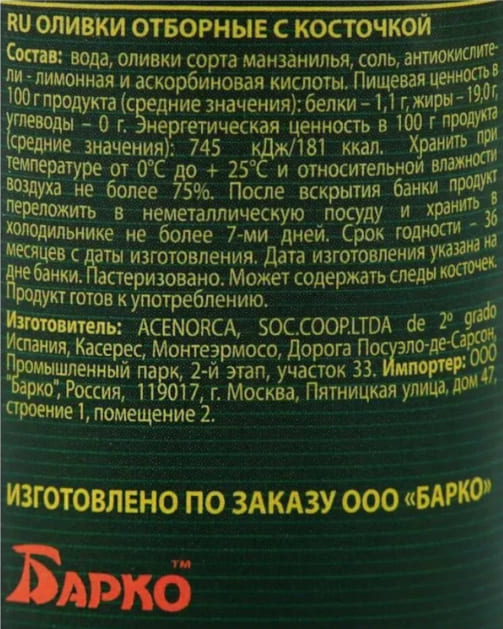 RU ОЛИВКИ ОТБОРНЫЕ С КОСТОЧКОЙ
Состав: вода, оливки сорта манзанилья, соль, антиокислите-
ли - лимонная и аскорбиновая кислоты. Пищевая ценность в
100 г продукта (средние значения): белки – 1,1 г, жиры – 19,0 г,
углеводы – 0 г. Энергетическая ценность в 100 г продукта
(средние значения): 745 кДж/181 ккал. Хранить при
температуре от 0°С до + 25°С и относительной влажности
воздуха не более 75%. После вскрытия банки продукт
переложить в неметаллическую посуду и хранить в
холодильнике не более 7-ми дней. Срок годности – 38
месяцев с даты изготовления. Дата изготовления указана на
дне банки. Пастеризовано. Может содержать следы косточек.
Продукт готов к употреблению.
Изготовитель: ACENORCA, SOC.COOP.LTDA de 2º grado
Испания, Касерес, Монтеэрмосо, Дорога Посуэло-де-Сарсон,
Промышленный парк, 2-й этап, участок 33. Импортер: ООО
"Барко", Россия, 119017, г. Москва, Пятницкая улица, дом 47,
строение 1, помещение 2.
ИЗГОТОВЛЕНО ПО ЗАКАЗУ ООО «БАРКО»
БАРКО™